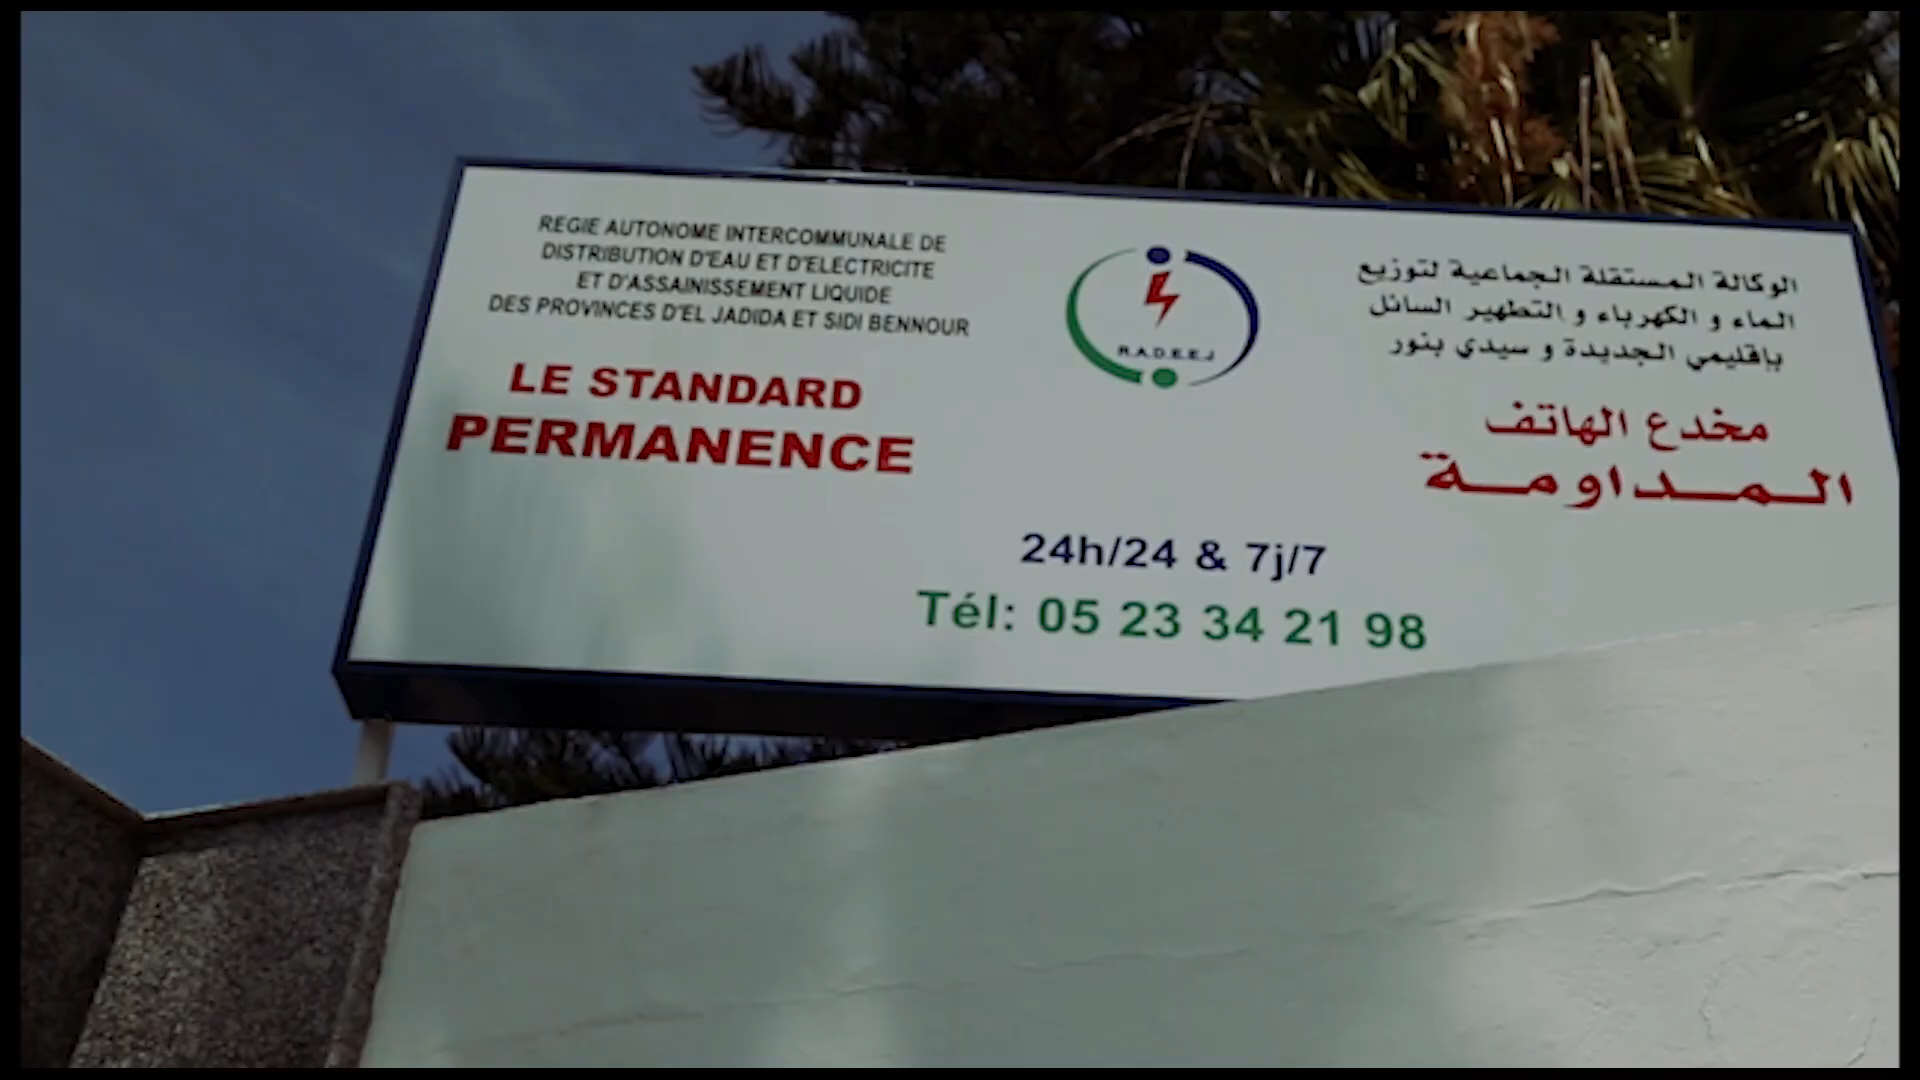 REGIE AUTONOME INTERCOMMUNALE DE
DISTRIBUTION D'EAU ET D'ELECTRICITE
ET D'ASSAINISSEMENT LIQUIDE
DES PROVINCES D'EL JADIDA ET SIDI BENNOUR
LE STANDARD
PERMANENCE
R.A.D.E.E.J
الوكالة المستقلة الجماعية لتوزيع
الماء و الكهرباء و التطهير السائل
بإقليمي الجديدة و سيدي بنور
مخدع الهاتف
المداومة
24h/24 & 7j/7
Tél: 05 23 34 21 98